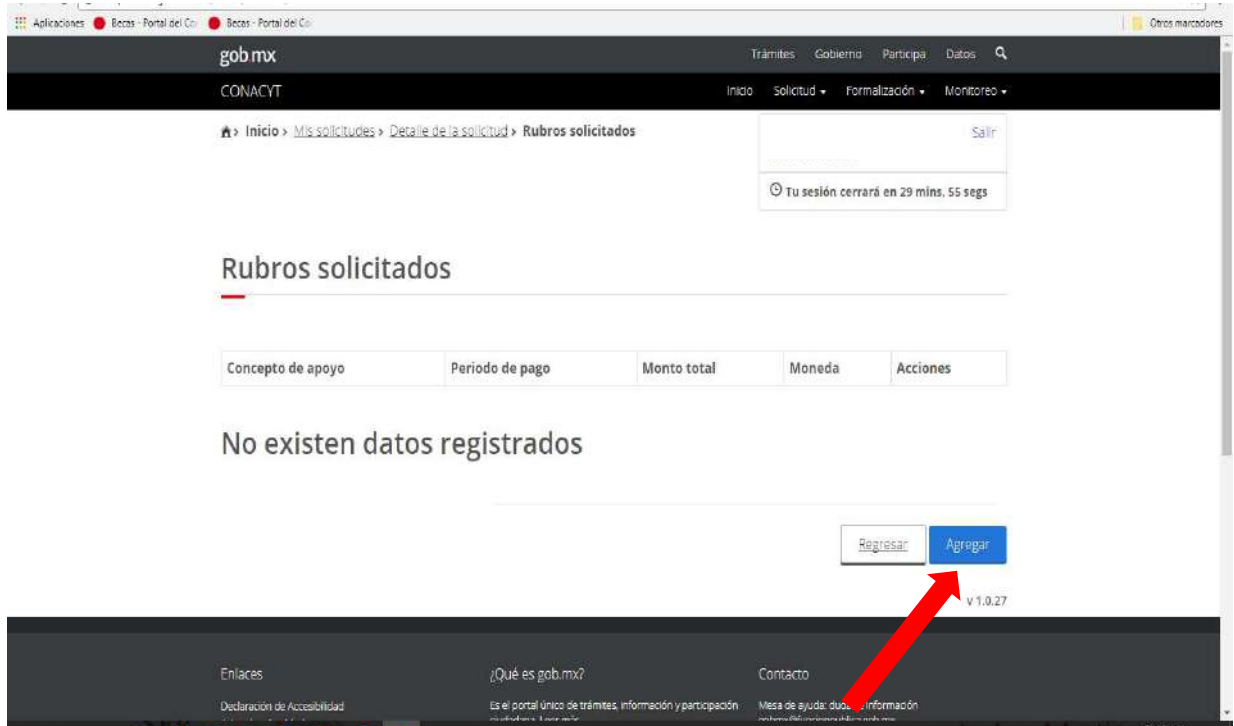 Aplicaciones Becas - Portal del Co Becas - Portal del Co Otros marcadores
gob.mx Trámites Gobierno Participa Datos
CONACYT Inicio Solicitud Formalización Monitoreo
> Inicio > Mis solicitudes > Detalle de la solicitud > Rubros solicitados
Salir
Tu sesión cerrará en 29 mins. 55 segs
Rubros solicitados
Concepto de apoyo Periodo de pago Monto total Moneda Acciones
No existen datos registrados
Regresar Agregar
v 1.0.27
Enlaces ¿Qué es gob.mx? Contacto
Declaración de Accesibilidad Es el portal único de trámites, información y participación Mesa de ayuda: información